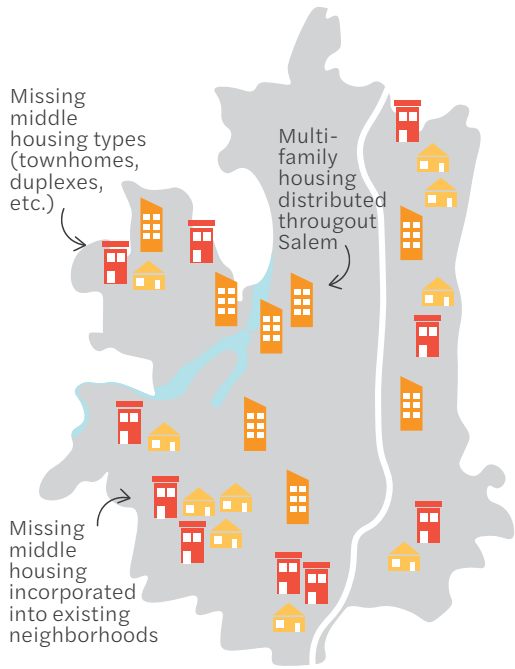 Missing
middle
housing types
(townhomes,
duplexes,
etc.)
Multi-
family
housing
distributed
througout
Salem
Missing
middle
housing
incorporated
into existing
neighborhoods